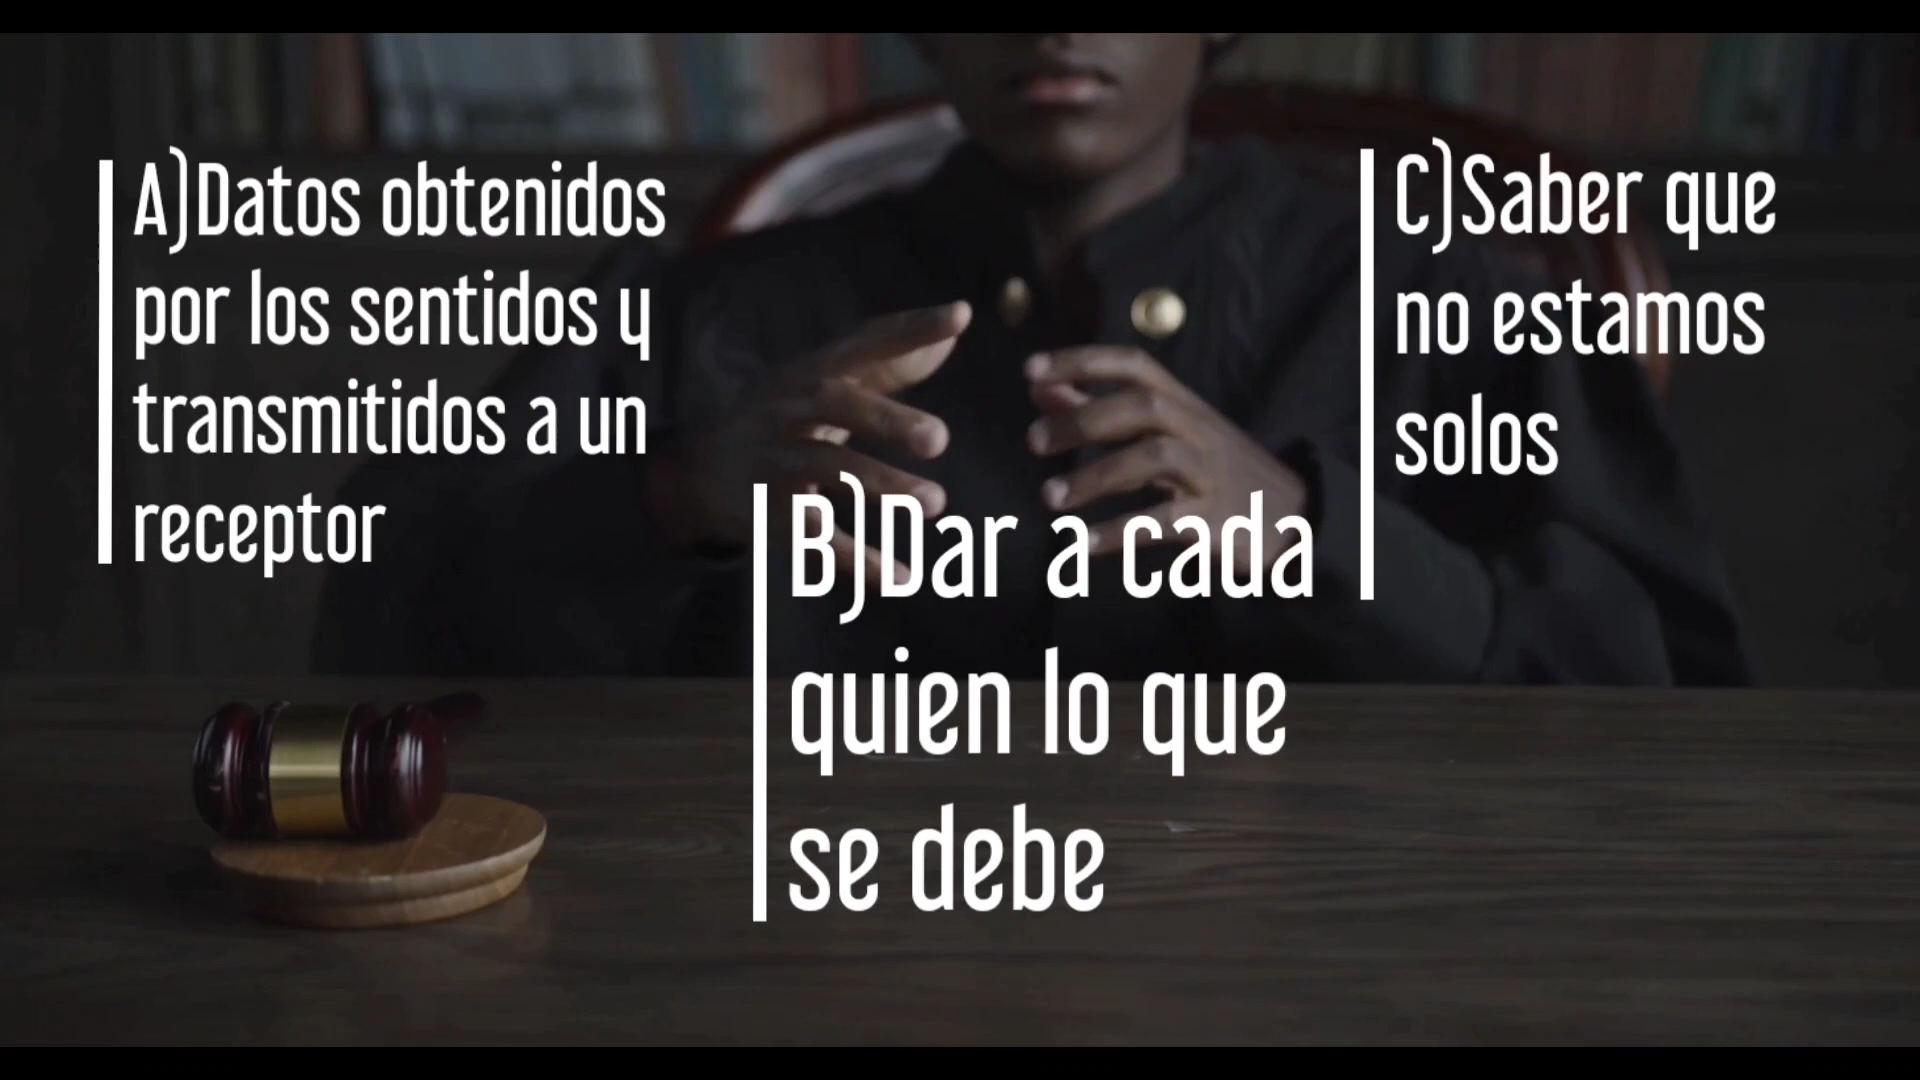 A)Datos obtenidos
por los sentidos y
transmitidos a un
receptor
B)Dar a cada
quien lo que
se debe
C)Saber que
no estamos
solos